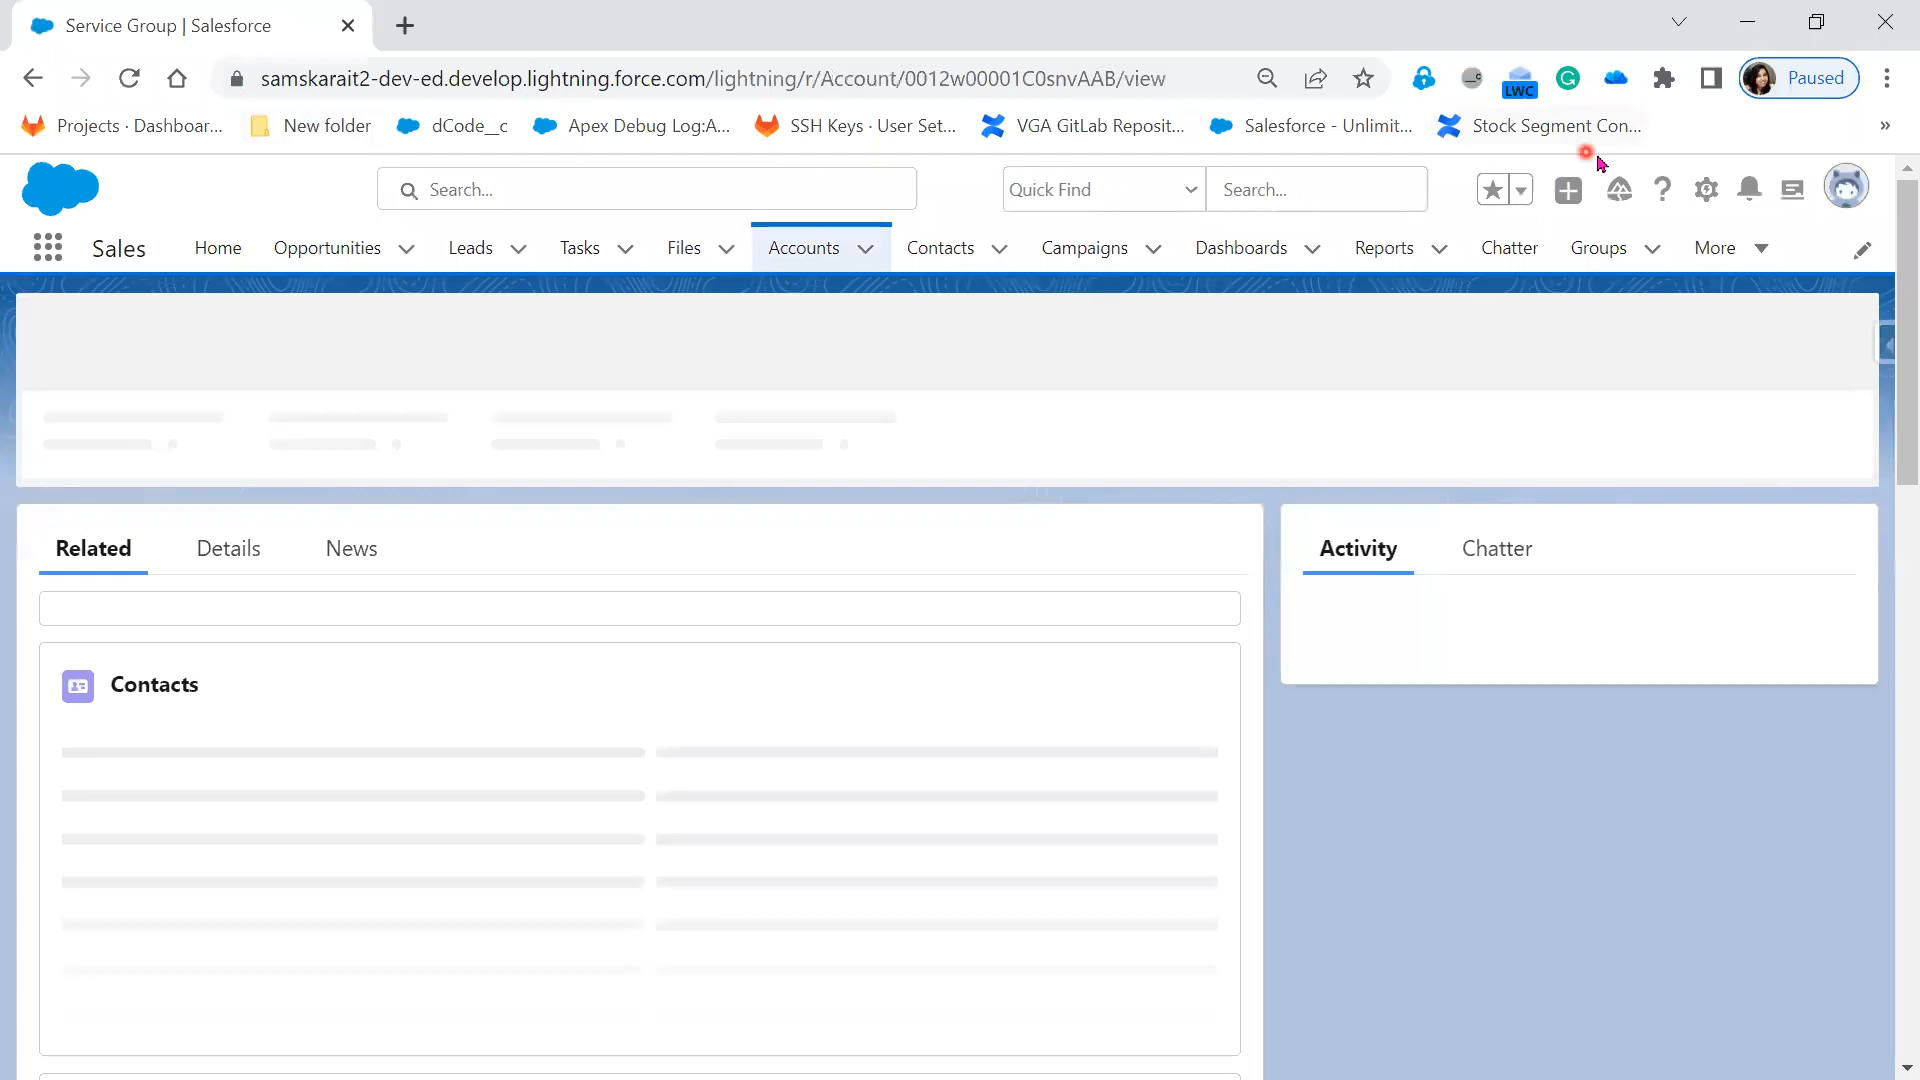 Service Group | Salesforce
samskarait2-dev-ed.develop.lightning.force.com/lightning/r/Account/0012w00001C0snvAAB/view
LWC
Paused
Projects · Dashboar...
New folder
dCode__c
Apex Debug Log:A...
SSH Keys · User Set...
VGA GitLab Reposit...
Salesforce - Unlimit...
Stock Segment Con...
»
Search...
Quick Find
Search...
Sales
Home
Opportunities
Leads
Tasks
Files
Accounts
Contacts
Campaigns
Dashboards
Reports
Chatter
Groups
More
Related
Details
News
Activity
Chatter
Contacts